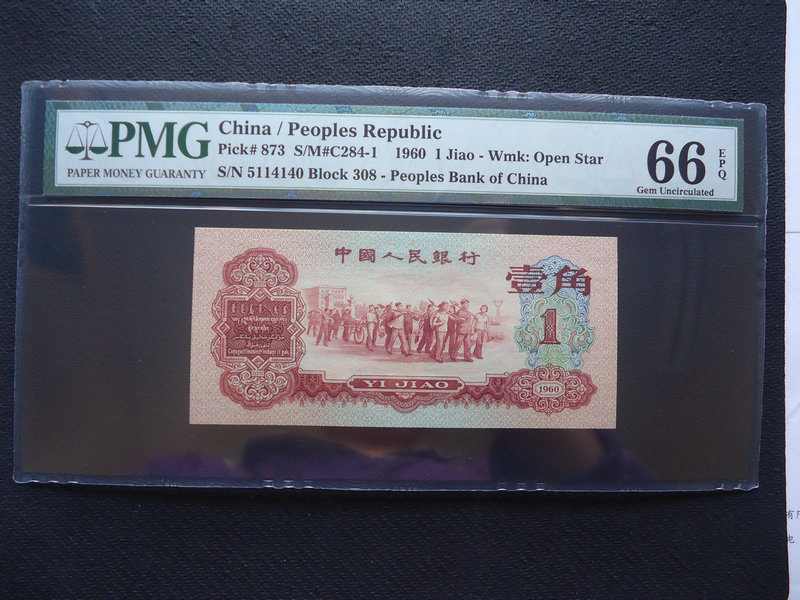 PMG
PAPER MONEY GUARANTY
China / Peoples Republic
Pick# 873 S/M#C284-1 1960 1 Jiao - Wmk: Open Star
S/N 5114140 Block 308 - Peoples Bank of China
66 EPQ
Gem Uncirculated
中國人民銀行
壹角
1
YI JIAO
1960